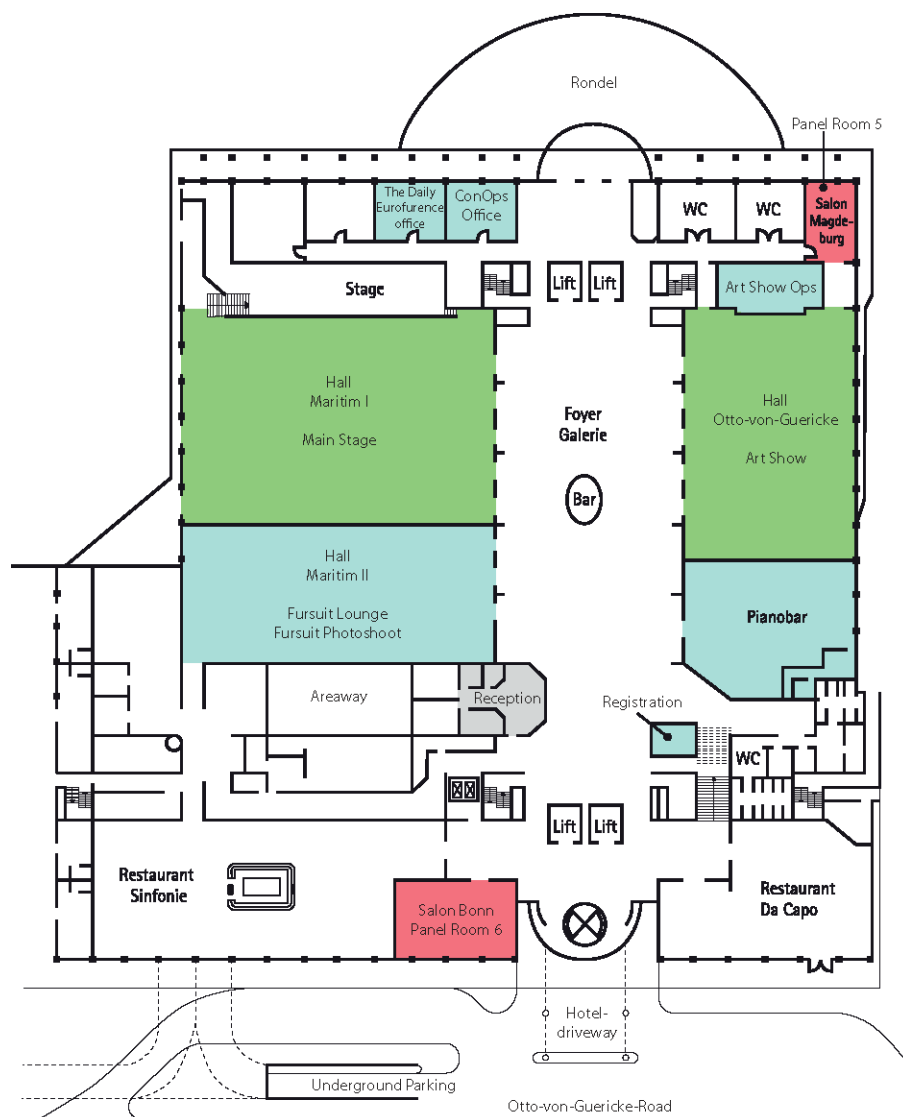 Rondel
Panel Room 5
The Daily
Eurofurence
office
ConOps
Office
WC
WC
Salon
Magde-
burg
Stage
Lift
Lift
Art Show Ops
Hall
Maritim I
Main Stage
Foyer
Galerie
Hall
Otto-von-Guericke
Art Show
Bar
Hall
Maritim II
Fursuit Lounge
Fursuit Photoshoot
Pianobar
Areaway
Reception
Registration
WC
Lift
Lift
Restaurant
Sinfonie
Salon Bonn
Panel Room 6
Restaurant
Da Capo
Hotel-
driveway
Underground Parking
Otto-von-Guericke-Road